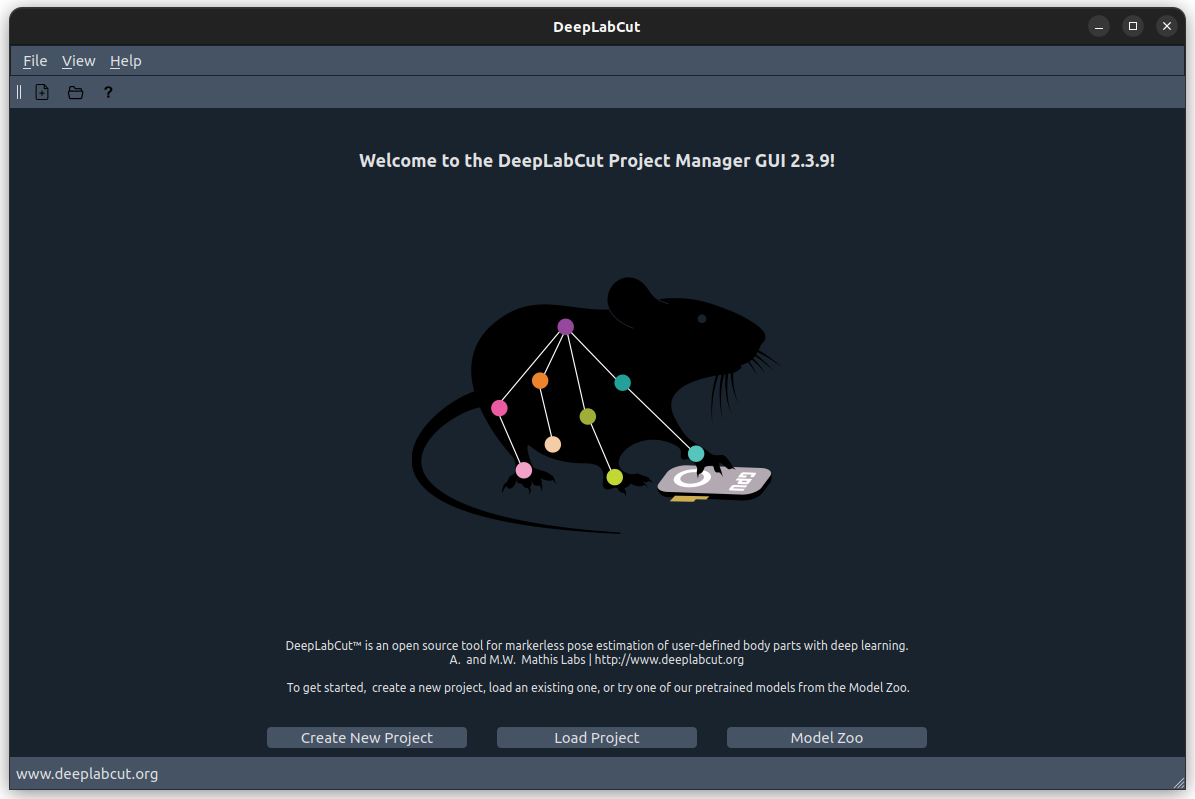 DeepLabCut
File View Help
?
Welcome to the DeepLabCut Project Manager GUI 2.3.9!
GPU
DeepLabCut™ is an open source tool for markerless pose estimation of user-defined body parts with deep learning.
A. and M.W. Mathis Labs | http://www.deeplabcut.org
To get started, create a new project, load an existing one, or try one of our pretrained models from the Model Zoo.
Create New Project Load Project Model Zoo
www.deeplabcut.org